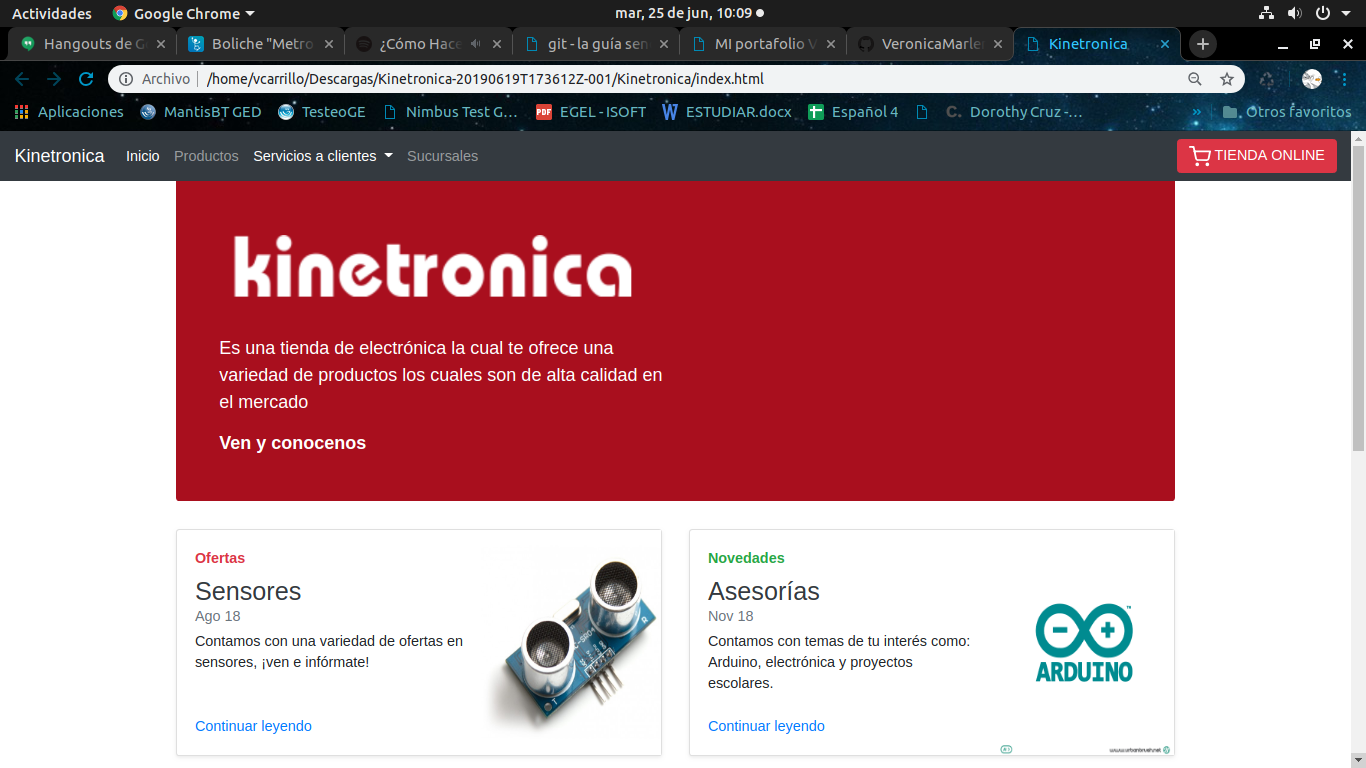 Actividades
Google Chrome
mar, 25 de jun, 10:09
Hangouts de G
Boliche "Metro
¿Cómo Hace
git - la guía sen
MI portafolio V
VeronicaMarle
Kinetronica
Archivo
/home/vcarrillo/Descargas/Kinetronica-20190619T173612Z-001/Kinetronica/index.html
Aplicaciones
MantisBT GED
TesteoGE
Nimbus Test G…
PDF
EGEL - ISOFT
ESTUDIAR.docx
Español 4
C.
Dorothy Cruz -…
»
Otros favoritos
Kinetronica
Inicio
Productos
Servicios a clientes
Sucursales
TIENDA ONLINE
kinetronica
Es una tienda de electrónica la cual te ofrece una
variedad de productos los cuales son de alta calidad en
el mercado
Ven y conocenos
Ofertas
Sensores
Ago 18
Contamos con una variedad de ofertas en
sensores, ¡ven e infórmate!
Continuar leyendo
R
T
Novedades
Asesorías
Nov 18
Contamos con temas de tu interés como:
Arduino, electrónica y proyectos
escolares.
Continuar leyendo
ARDUINO
™
www.urbanbrush.net